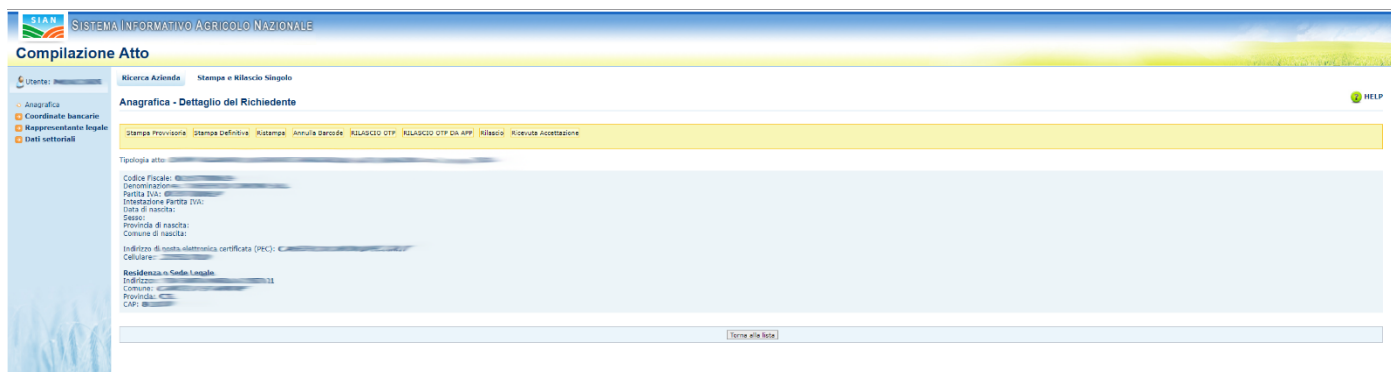 SIAN
SISTEMA INFORMATIVO AGRICOLO NAZIONALE
Compilazione Atto
Utente:
Ricerca Azienda Stampa e Rilascio Singolo
Anagrafica
Coordinate bancarie
Rappresentante legale
Dati settoriali
Anagrafica - Dettaglio del Richiedente
HELP
Stampa Provvisoria Stampa Definitiva Ristampa Annulla Barcode RILASCIO OTP RILASCIO OTP DA APP Rilascio Ricevuta Accettazione
Tipologia atto:
Codice Fiscale:
Denominazione:
Partita IVA:
Intestazione Partita IVA:
Data di nascita:
Sesso:
Provincia di nascita:
Comune di nascita:
Indirizzo di posta elettronica certificata (PEC):
Cellulare:
Residenza o Sede Legale
Indirizzo: 11
Comune:
Provincia:
CAP:
Torna alla lista